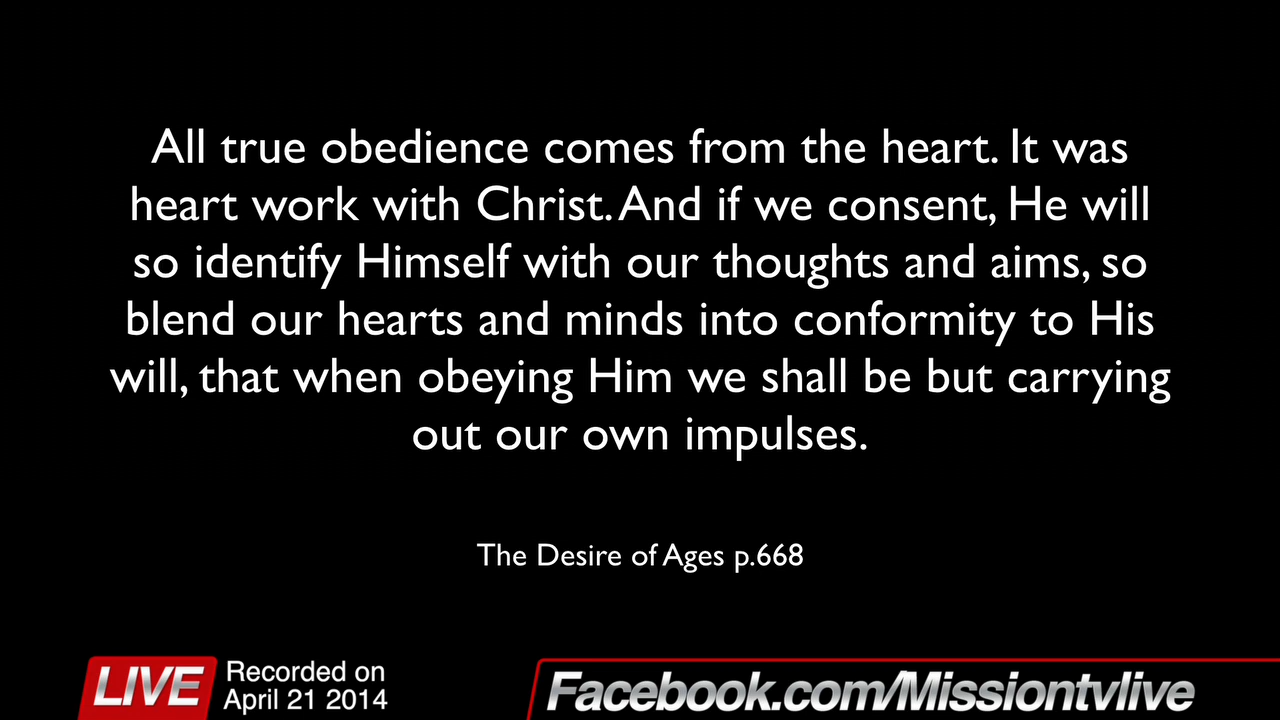 All true obedience comes from the heart. It was
heart work with Christ. And if we consent, He will
so identify Himself with our thoughts and aims, so
blend our hearts and minds into conformity to His
will, that when obeying Him we shall be but carrying
out our own impulses.
The Desire of Ages p.668
LIVE
Recorded on
April 21 2014
Facebook.com/Missiontvlive